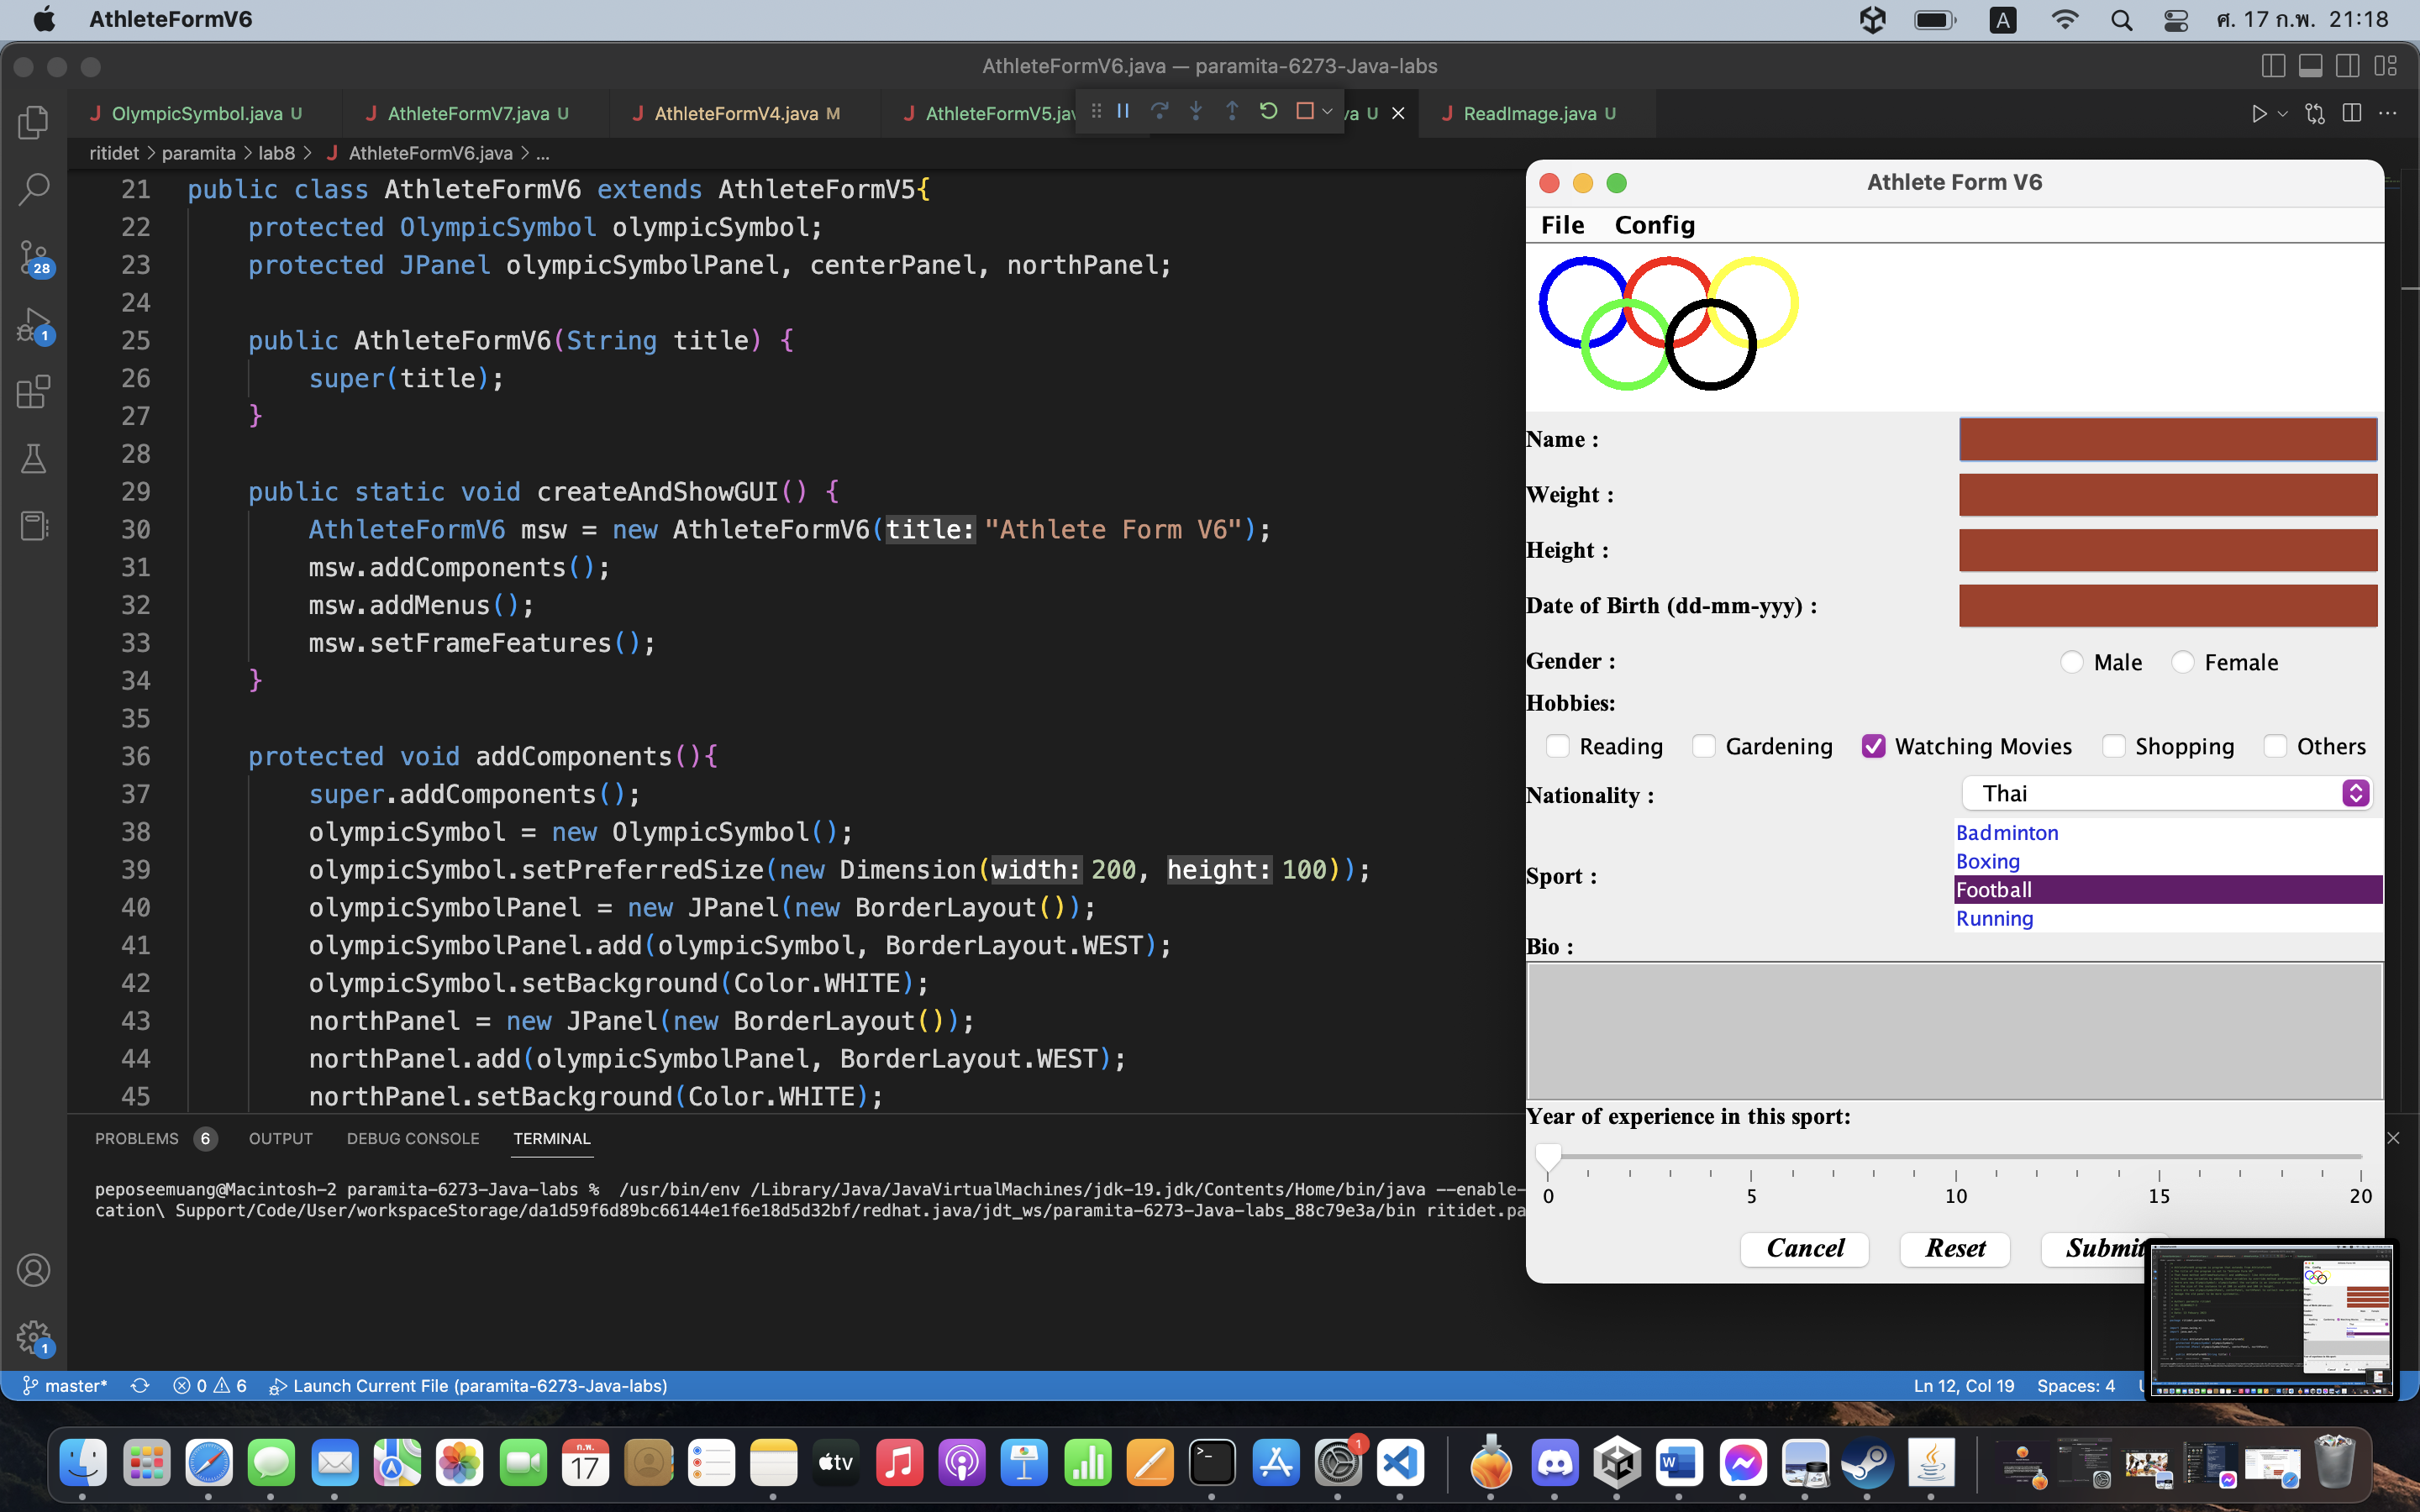 AthleteFormV6
A
ศ. 17 ก.พ. 21:18
AthleteFormV6.java — paramita-6273-Java-labs
J OlympicSymbol.java U
J AthleteFormV7.java U
J AthleteFormV4.java M
J AthleteFormV5.jav
va U
J ReadImage.java U
ritidet > paramita > lab8 > J AthleteFormV6.java > ...
21 public class AthleteFormV6 extends AthleteFormV5{
22 protected OlympicSymbol olympicSymbol;
23 protected JPanel olympicSymbolPanel, centerPanel, northPanel;
24
25 public AthleteFormV6(String title) {
26 super(title);
27 }
28
29 public static void createAndShowGUI() {
30 AthleteFormV6 msw = new AthleteFormV6(title: "Athlete Form V6");
31 msw.addComponents();
32 msw.addMenus();
33 msw.setFrameFeatures();
34 }
35
36 protected void addComponents(){
37 super.addComponents();
38 olympicSymbol = new OlympicSymbol();
39 olympicSymbol.setPreferredSize(new Dimension(width: 200, height: 100));
40 olympicSymbolPanel = new JPanel(new BorderLayout());
41 olympicSymbolPanel.add(olympicSymbol, BorderLayout.WEST);
42 olympicSymbol.setBackground(Color.WHITE);
43 northPanel = new JPanel(new BorderLayout());
44 northPanel.add(olympicSymbolPanel, BorderLayout.WEST);
45 northPanel.setBackground(Color.WHITE);
28
1
1
PROBLEMS 6 OUTPUT DEBUG CONSOLE TERMINAL
peposeemuang@Macintosh-2 paramita-6273-Java-labs % /usr/bin/env /Library/Java/JavaVirtualMachines/jdk-19.jdk/Contents/Home/bin/java --enable-
cation\ Support/Code/User/workspaceStorage/da1d59f6d89bc66144e1f6e18d5d32bf/redhat.java/jdt_ws/paramita-6273-Java-labs_88c79e3a/bin ritidet.pa
Athlete Form V6
File Config
Name :
Weight :
Height :
Date of Birth (dd-mm-yyy) :
Gender : Male Female
Hobbies:
Reading Gardening Watching Movies Shopping Others
Nationality : Thai
Sport :
Badminton
Boxing
Football
Running
Bio :
Year of experience in this sport:
0 5 10 15 20
Cancel Reset Submit
master* 0 6 Launch Current File (paramita-6273-Java-labs)
Ln 12, Col 19 Spaces: 4
ก.พ.
17
tv
1
W